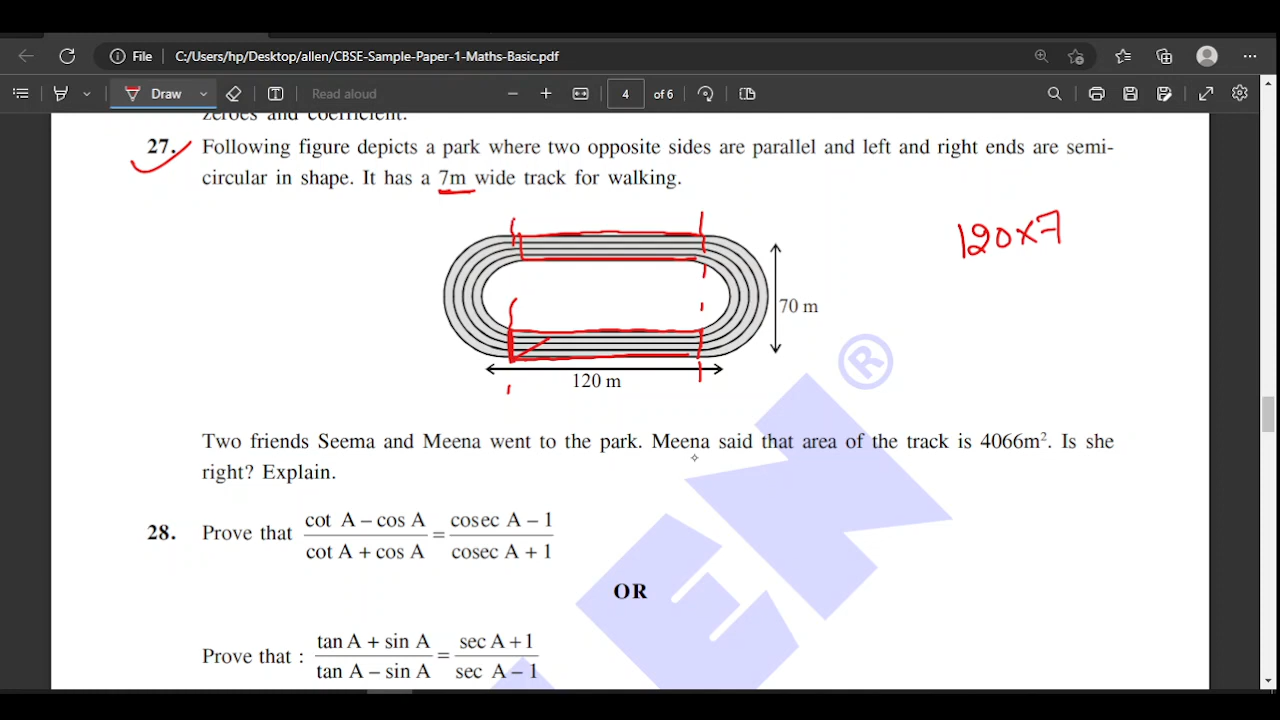 File C:/Users/hp/Desktop/allen/CBSE-Sample-Paper-1-Maths-Basic.pdf
Draw Read aloud 4 of 6
zeroes and coefficient.
27. Following figure depicts a park where two opposite sides are parallel and left and right ends are semi-
circular in shape. It has a 7m wide track for walking.
120×7
70 m
120 m
Two friends Seema and Meena went to the park. Meena said that area of the track is 4066m². Is she
right? Explain.
28. Prove that (cot A – cos A)/(cot A + cos A) = (cosec A – 1)/(cosec A + 1)
OR
Prove that : (tan A + sin A)/(tan A – sin A) = (sec A + 1)/(sec A – 1)